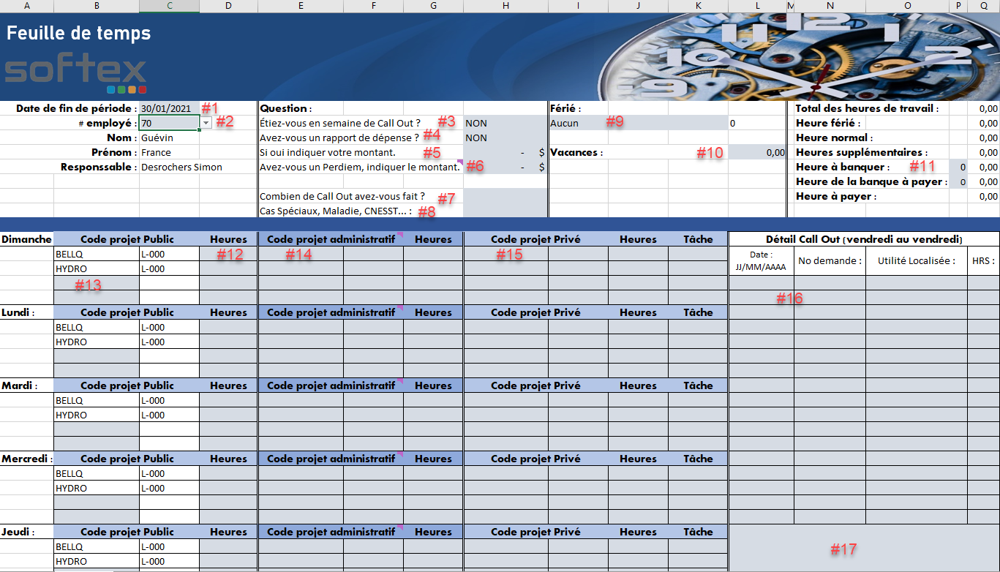 A B C D E F G H I J K L M N O P Q
Feuille de temps
softex
10 12 2 9
Date de fin de période : 30/01/2021 #1 Question : Férié : Total des heures de travail : 0,00
# employé : 70 #2 Étiez-vous en semaine de Call Out ? #3 NON Aucun #9 0 Heure férié : 0,00
Nom : Guévin Avez-vous un rapport de dépense ? #4 NON Heure normal : 0,00
Prénom : France Si oui indiquer votre montant. #5 - $ Vacances : #10 0,00 Heures supplémentaires : 0,00
Responssable : Desrochers Simon Avez-vous un Perdiem, indiquer le montant. #6 - $ Heure à banquer : #11 0 0,00
Heure de la banque à payer : 0 0,00
Combien de Call Out avez-vous fait ? #7 Heure à payer : 0,00
Cas Spéciaux, Maladie, CNESST... : #8
Dimanche Code projet Public Heures Code projet administratif Heures Code projet Privé Heures Tâche Détail Call Out (vendredi au vendredi)
BELLQ L-000 #12 #14 #15 Date : JJ/MM/AAAA No demande : Utilité Localisée : HRS :
HYDRO L-000
#13
#16
Lundi : Code projet Public Heures Code projet administratif Heures Code projet Privé Heures Tâche
BELLQ L-000
HYDRO L-000
Mardi : Code projet Public Heures Code projet administratif Heures Code projet Privé Heures Tâche
BELLQ L-000
HYDRO L-000
Mercredi : Code projet Public Heures Code projet administratif Heures Code projet Privé Heures Tâche
BELLQ L-000
HYDRO L-000
Jeudi : Code projet Public Heures Code projet administratif Heures Code projet Privé Heures Tâche
BELLQ L-000 #17
HYDRO L-000